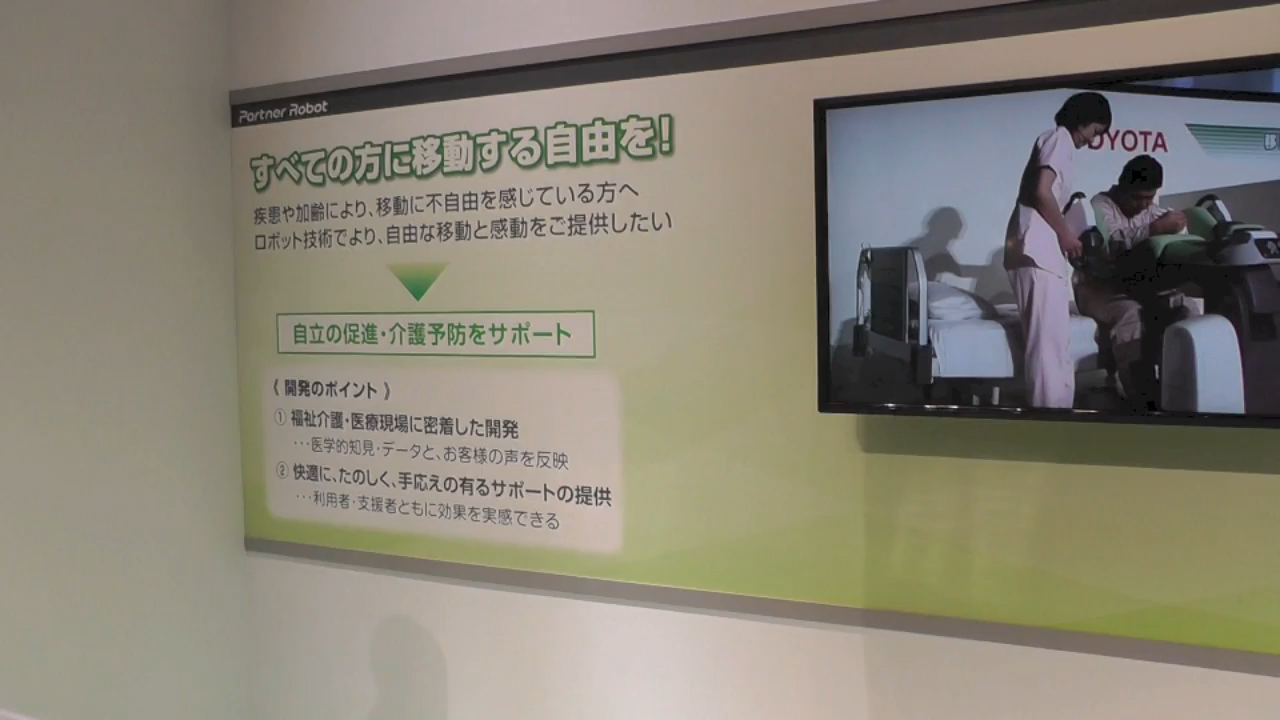 Partner Robot
すべての方に移動する自由を!
疾患や加齢により、移動に不自由を感じている方へ
ロボット技術でより、自由な移動と感動をご提供したい
自立の促進・介護予防をサポート
《 開発のポイント 》
① 福祉介護・医療現場に密着した開発
・・・医学的知見・データと、お客様の声を反映
② 快適に、たのしく、手応えの有るサポートの提供
・・・利用者・支援者ともに効果を実感できる
OYOTA